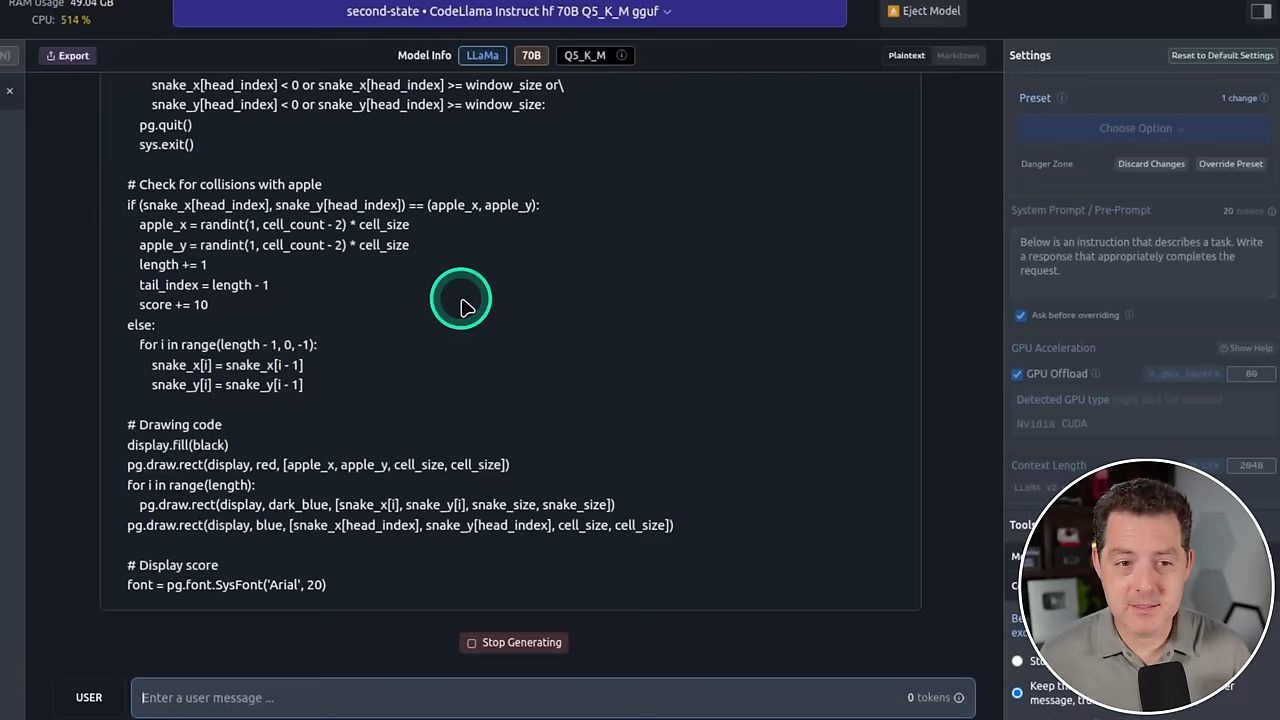 RAM Usage 49.04 GB
CPU: 514 %
second-state • CodeLlama Instruct hf 70B Q5_K_M gguf
Eject Model
N)
Export
Model Info LLaMa 70B Q5_K_M
Plaintext Markdown
Settings
Reset to Default Settings
snake_x[head_index] < 0 or snake_x[head_index] >= window_size or\
snake_y[head_index] < 0 or snake_y[head_index] >= window_size:
pg.quit()
sys.exit()
# Check for collisions with apple
if (snake_x[head_index], snake_y[head_index]) == (apple_x, apple_y):
apple_x = randint(1, cell_count - 2) * cell_size
apple_y = randint(1, cell_count - 2) * cell_size
length += 1
tail_index = length - 1
score += 10
else:
for i in range(length - 1, 0, -1):
snake_x[i] = snake_x[i - 1]
snake_y[i] = snake_y[i - 1]
# Drawing code
display.fill(black)
pg.draw.rect(display, red, [apple_x, apple_y, cell_size, cell_size])
for i in range(length):
pg.draw.rect(display, dark_blue, [snake_x[i], snake_y[i], snake_size, snake_size])
pg.draw.rect(display, blue, [snake_x[head_index], snake_y[head_index], cell_size, cell_size])
# Display score
font = pg.font.SysFont('Arial', 20)
Stop Generating
USER
Enter a user message ...
0 tokens
Preset
1 change
Choose Option
Danger Zone
Discard Changes
Override Preset
System Prompt / Pre-Prompt
20 tokens
Below is an instruction that describes a task. Write
a response that appropriately completes the
request.
Ask before overriding
GPU Acceleration
Show Help
GPU Offload
n_gpu_layers
80
Detected GPU type
Nvidia CUDA
Context Length
n_ctx
2048
LLaMa v2
Tools
Keep the
message,